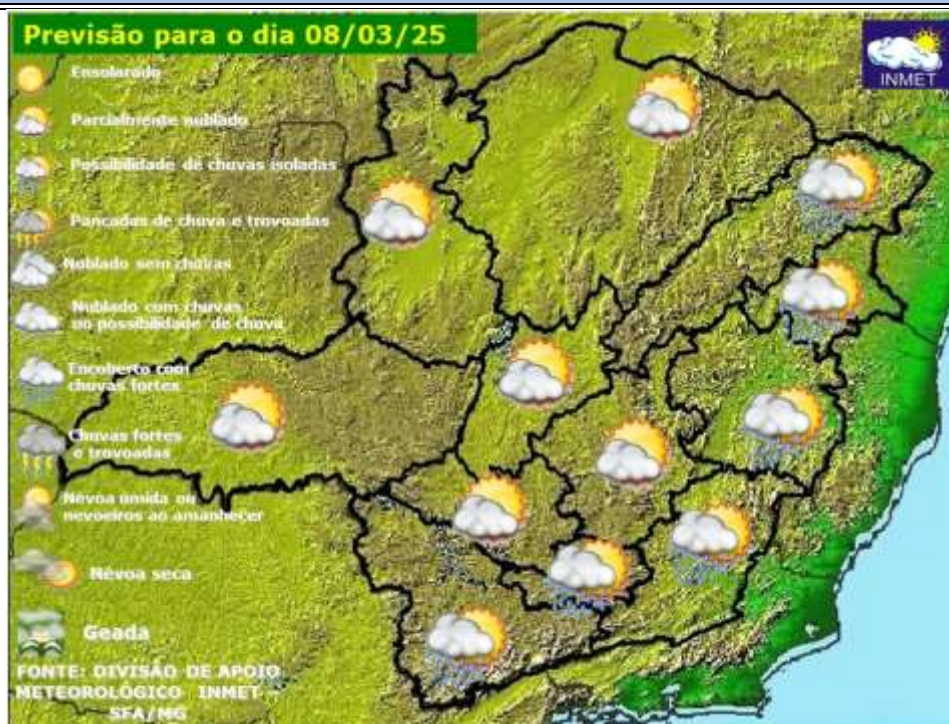 Previsão para o dia 08/03/25
INMET
Ensolarado
Parcialmente nublado
Possibilidade de chuvas isoladas
Pancadas de chuva e trovoadas
Nublado sem chuvas
Nublado com chuvas
ou possibilidade de chuva
Encoberto com
chuvas fortes
Chuvas fortes
e trovoadas
Névoa úmida ou
nevoeiros ao amanhecer
Névoa seca
Geada
FONTE: DIVISÃO DE APOIO
METEOROLÓGICO INMET -
SFA/MG